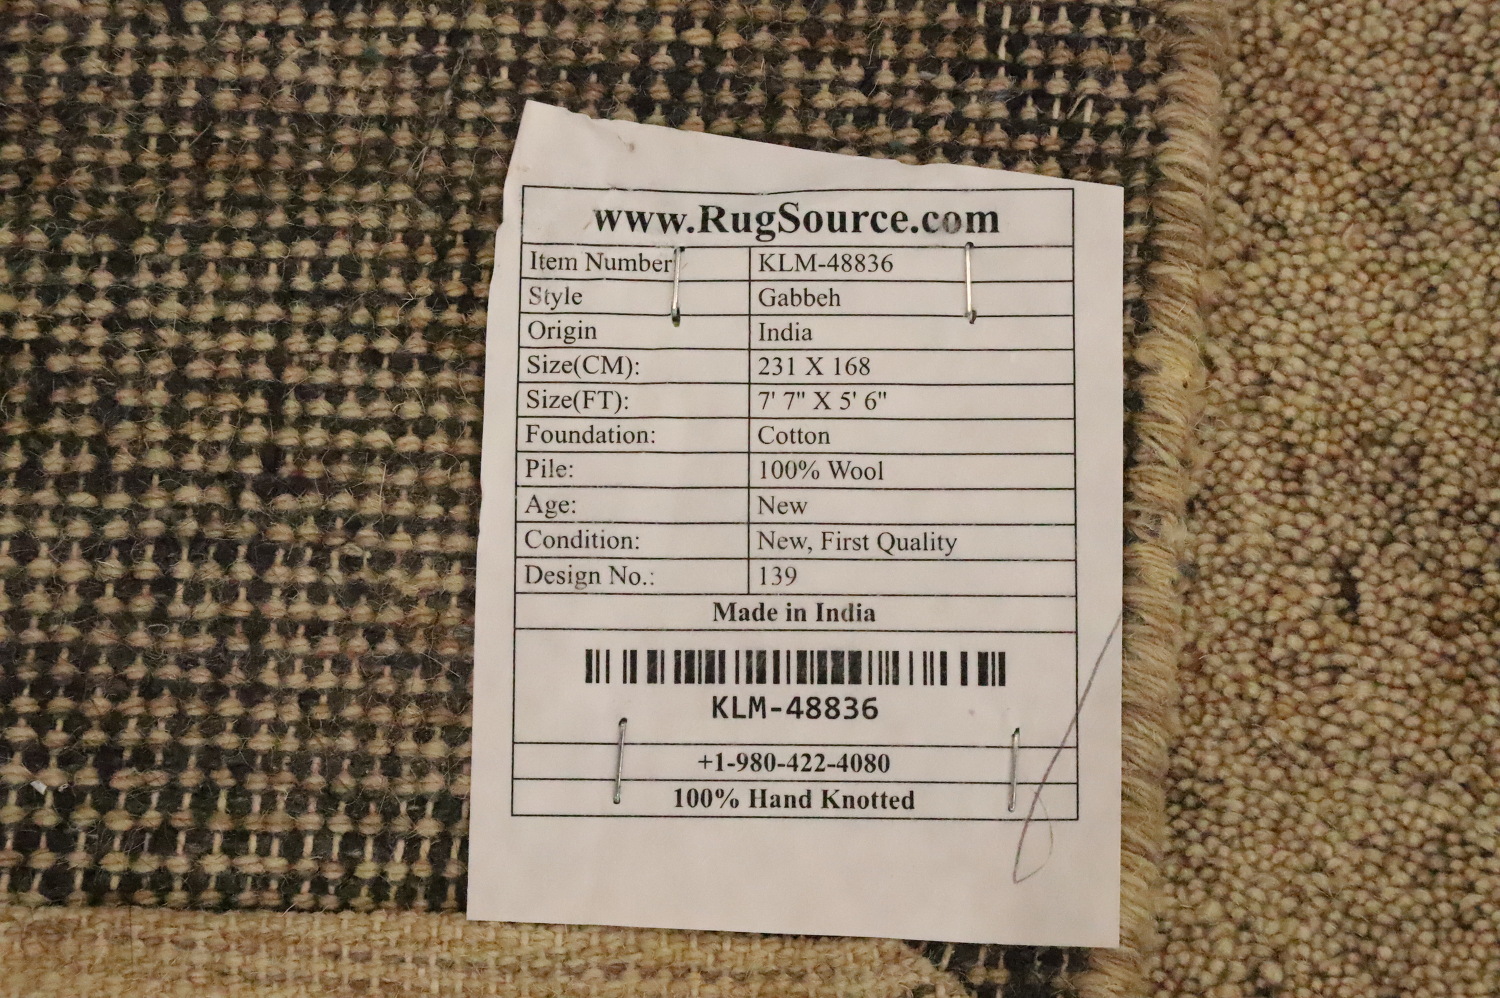 www.RugSource.com
Item Number KLM-48836
Style Gabbeh
Origin India
Size(CM): 231 X 168
Size(FT): 7' 7" X 5' 6"
Foundation: Cotton
Pile: 100% Wool
Age: New
Condition: New, First Quality
Design No.: 139
Made in India
KLM-48836
+1-980-422-4080
100% Hand Knotted